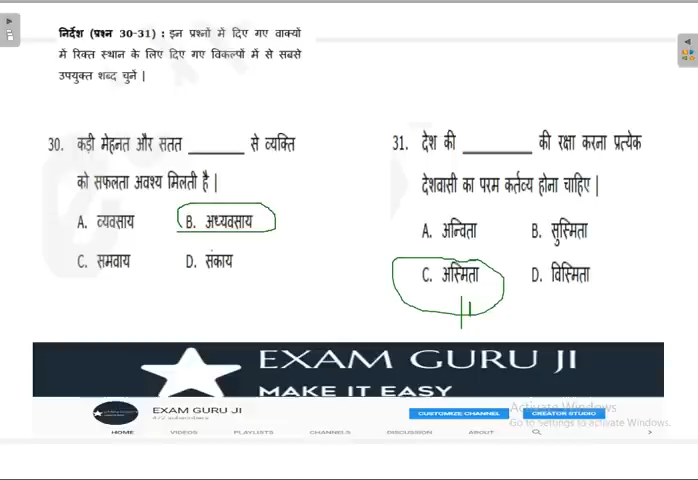 निर्देश (प्रश्न 30-31) : इन प्रश्नों में दिए गए वाक्यों
में रिक्त स्थान के लिए दिए गए विकल्पों में से सबसे
उपयुक्त शब्द चुनें |
30. कड़ी मेहनत और सतत ________ से व्यक्ति
को सफलता अवश्य मिलती है |
A. व्यवसाय B. अध्यवसाय
C. समवाय D. संकाय
31. देश की ________ की रक्षा करना प्रत्येक
देशवासी का परम कर्तव्य होना चाहिए |
A. अन्विता B. सुस्मिता
C. अस्मिता D. विस्मिता
EXAM GURU JI
MAKE IT EASY
EXAM GURU JI
472 subscribers
CUSTOMIZE CHANNEL CREATOR STUDIO
HOME VIDEOS PLAYLISTS CHANNELS DISCUSSION ABOUT
Activate Windows
Go to Settings to activate Windows.